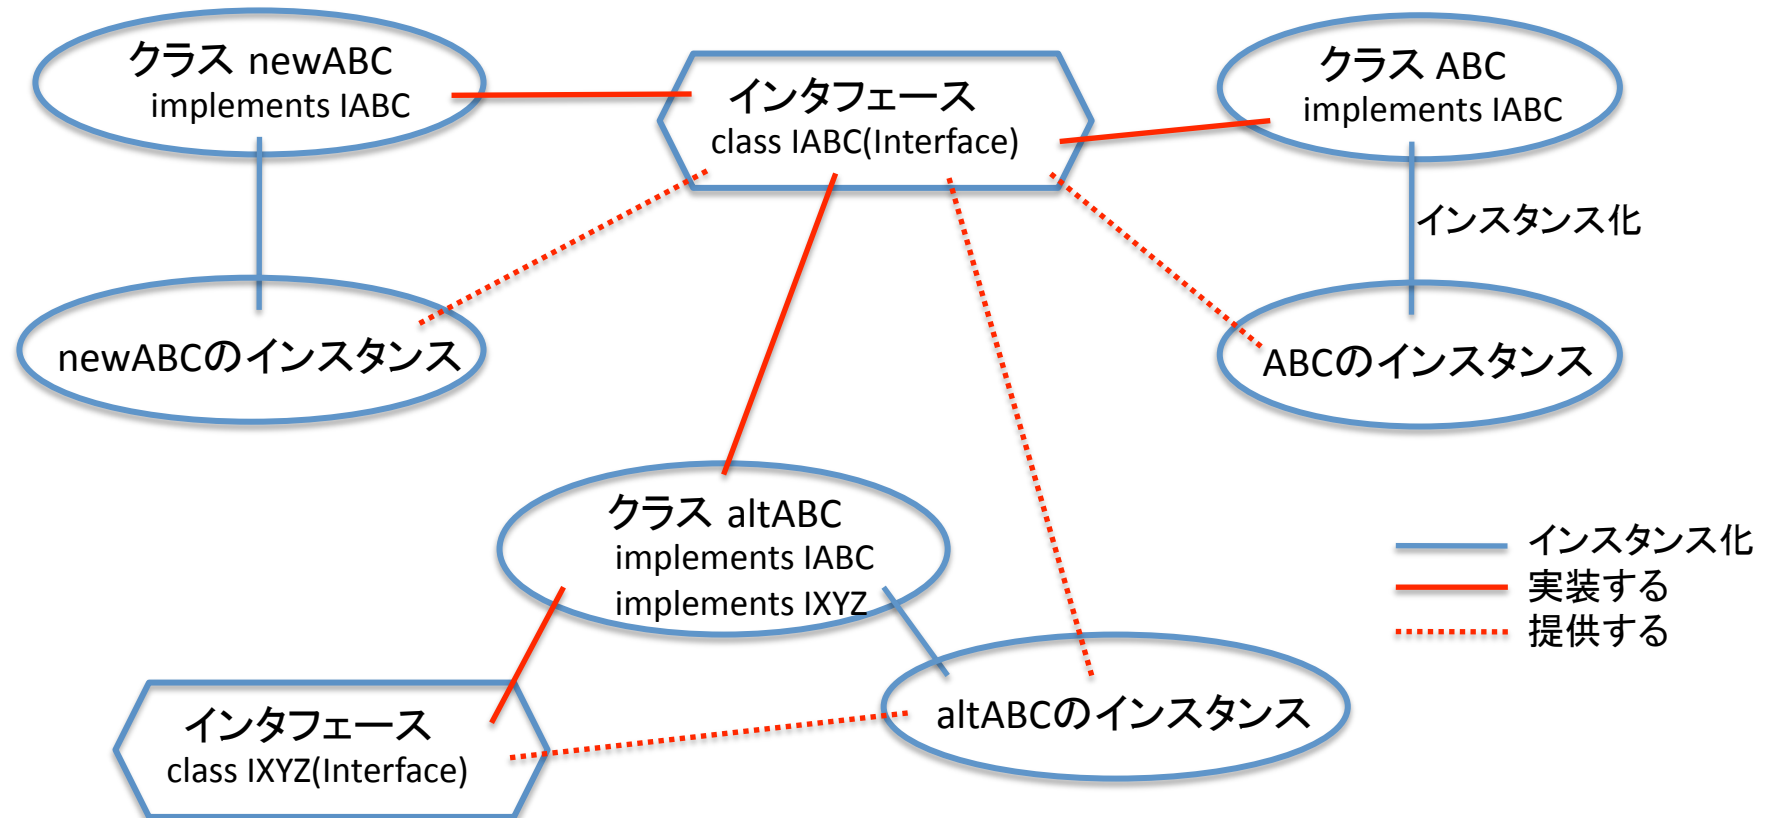 クラス newABC
implements IABC
インタフェース
class IABC(Interface)
クラス ABC
implements IABC
インスタンス化
newABCのインスタンス
ABCのインスタンス
クラス altABC
implements IABC
implements IXYZ
インスタンス化
実装する
提供する
altABCのインスタンス
インタフェース
class IXYZ(Interface)